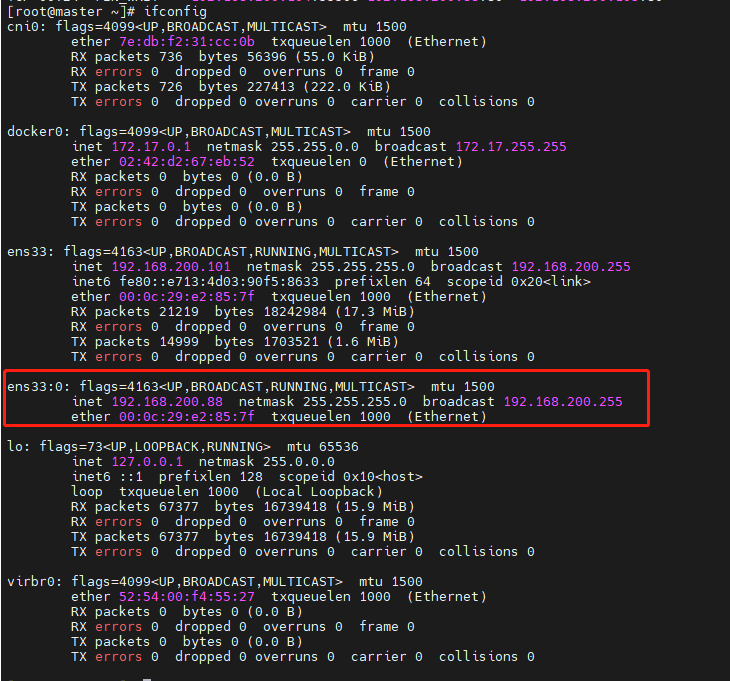 [root@master ~]# ifconfig
cni0: flags=4099<UP,BROADCAST,MULTICAST>  mtu 1500
        ether 7e:db:f2:31:cc:0b  txqueuelen 1000  (Ethernet)
        RX packets 736  bytes 56396 (55.0 KiB)
        RX errors 0  dropped 0  overruns 0  frame 0
        TX packets 726  bytes 227413 (222.0 KiB)
        TX errors 0  dropped 0 overruns 0  carrier 0  collisions 0

docker0: flags=4099<UP,BROADCAST,MULTICAST>  mtu 1500
        inet 172.17.0.1  netmask 255.255.0.0  broadcast 172.17.255.255
        ether 02:42:d2:67:eb:52  txqueuelen 0  (Ethernet)
        RX packets 0  bytes 0 (0.0 B)
        RX errors 0  dropped 0  overruns 0  frame 0
        TX packets 0  bytes 0 (0.0 B)
        TX errors 0  dropped 0 overruns 0  carrier 0  collisions 0

ens33: flags=4163<UP,BROADCAST,RUNNING,MULTICAST>  mtu 1500
        inet 192.168.200.101  netmask 255.255.255.0  broadcast 192.168.200.255
        inet6 fe80::e713:4d03:90f5:8633  prefixlen 64  scopeid 0x20<link>
        ether 00:0c:29:e2:85:7f  txqueuelen 1000  (Ethernet)
        RX packets 21219  bytes 18242984 (17.3 MiB)
        RX errors 0  dropped 0  overruns 0  frame 0
        TX packets 14999  bytes 1703521 (1.6 MiB)
        TX errors 0  dropped 0 overruns 0  carrier 0  collisions 0

ens33:0: flags=4163<UP,BROADCAST,RUNNING,MULTICAST>  mtu 1500
        inet 192.168.200.88  netmask 255.255.255.0  broadcast 192.168.200.255
        ether 00:0c:29:e2:85:7f  txqueuelen 1000  (Ethernet)

lo: flags=73<UP,LOOPBACK,RUNNING>  mtu 65536
        inet 127.0.0.1  netmask 255.0.0.0
        inet6 ::1  prefixlen 128  scopeid 0x10<host>
        loop  txqueuelen 1000  (Local Loopback)
        RX packets 67377  bytes 16739418 (15.9 MiB)
        RX errors 0  dropped 0  overruns 0  frame 0
        TX packets 67377  bytes 16739418 (15.9 MiB)
        TX errors 0  dropped 0 overruns 0  carrier 0  collisions 0

virbr0: flags=4099<UP,BROADCAST,MULTICAST>  mtu 1500
        ether 52:54:00:f4:55:27  txqueuelen 1000  (Ethernet)
        RX packets 0  bytes 0 (0.0 B)
        RX errors 0  dropped 0  overruns 0  frame 0
        TX packets 0  bytes 0 (0.0 B)
        TX errors 0  dropped 0 overruns 0  carrier 0  collisions 0